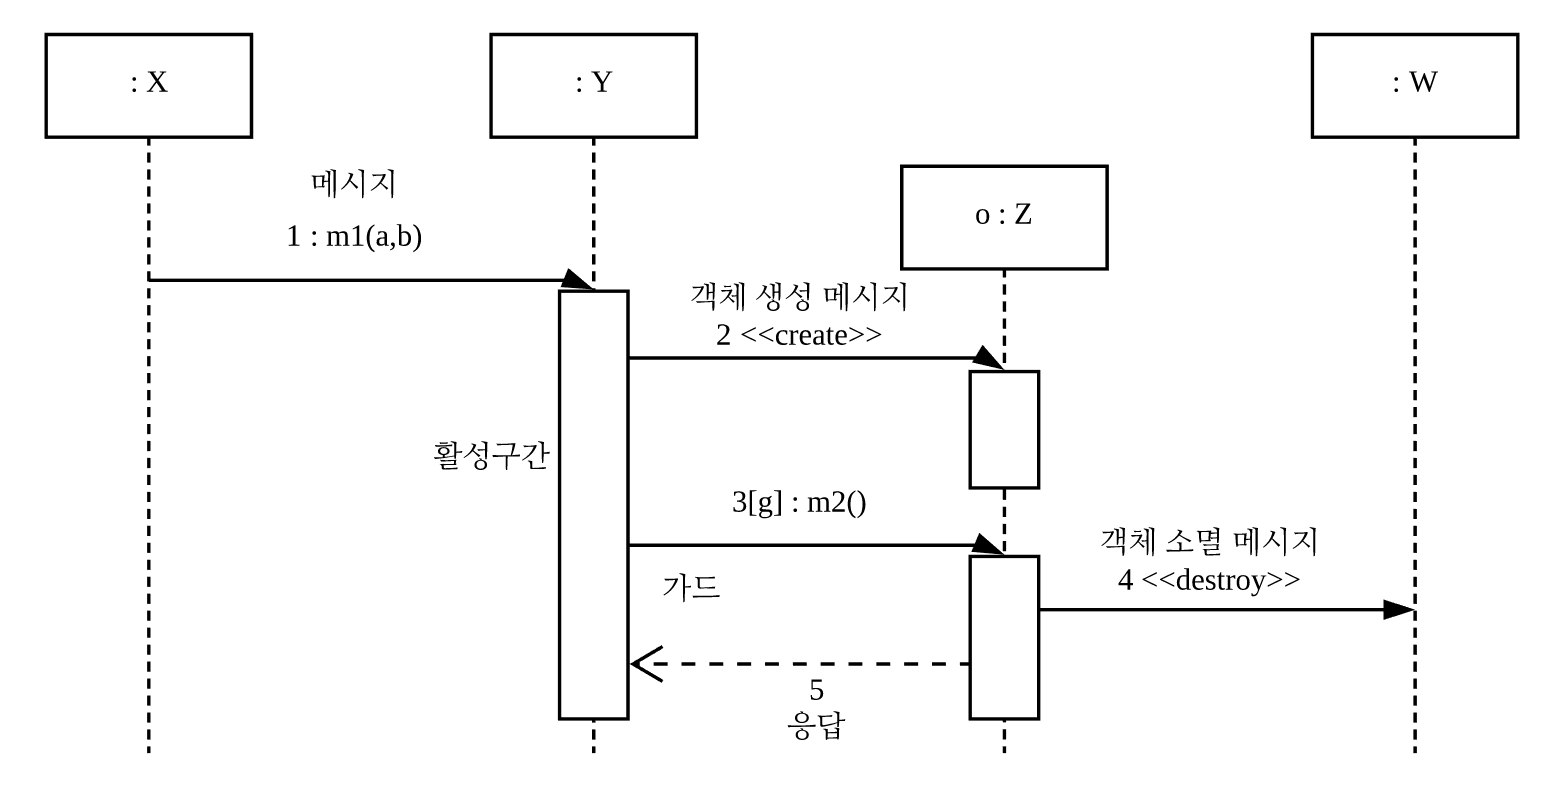 : X
: Y
: W
o : Z
메시지
1 : m1(a,b)
객체 생성 메시지
2 <<create>>
활성구간
3[g] : m2()
객체 소멸 메시지
4 <<destroy>>
가드
5
응답